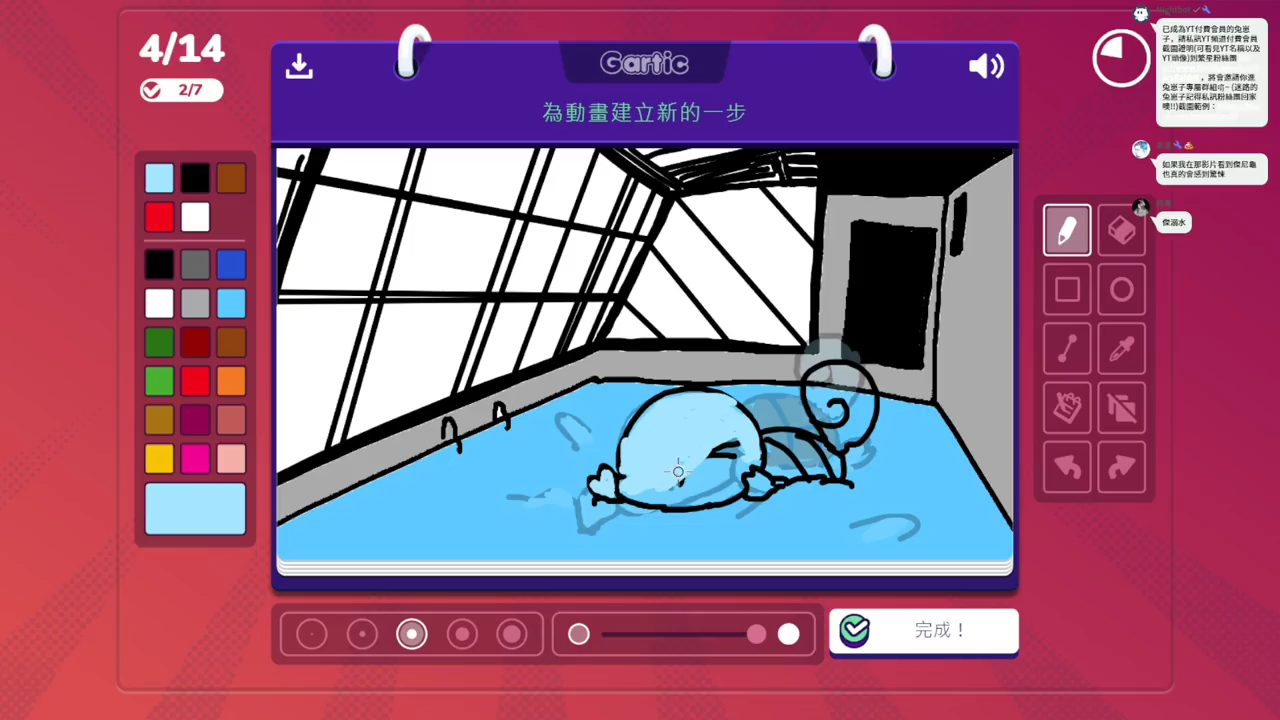 4/14
2/7
Gartic
為動畫建立新的一步
Nightbot
已成為YT付費會員的兔崽
子，請私訊YT頻道付費會員
截圖證明(可看見YT名稱以及
YT頭像)到繁星粉絲團
，將會邀請你進
兔崽子專屬群組呦~ (迷路的
兔崽子記得私訊粉絲團回家
噢!!)截圖範例：
如果我在那影片看到傑尼龜
也真的會感到驚悚
傑溺水
完成！